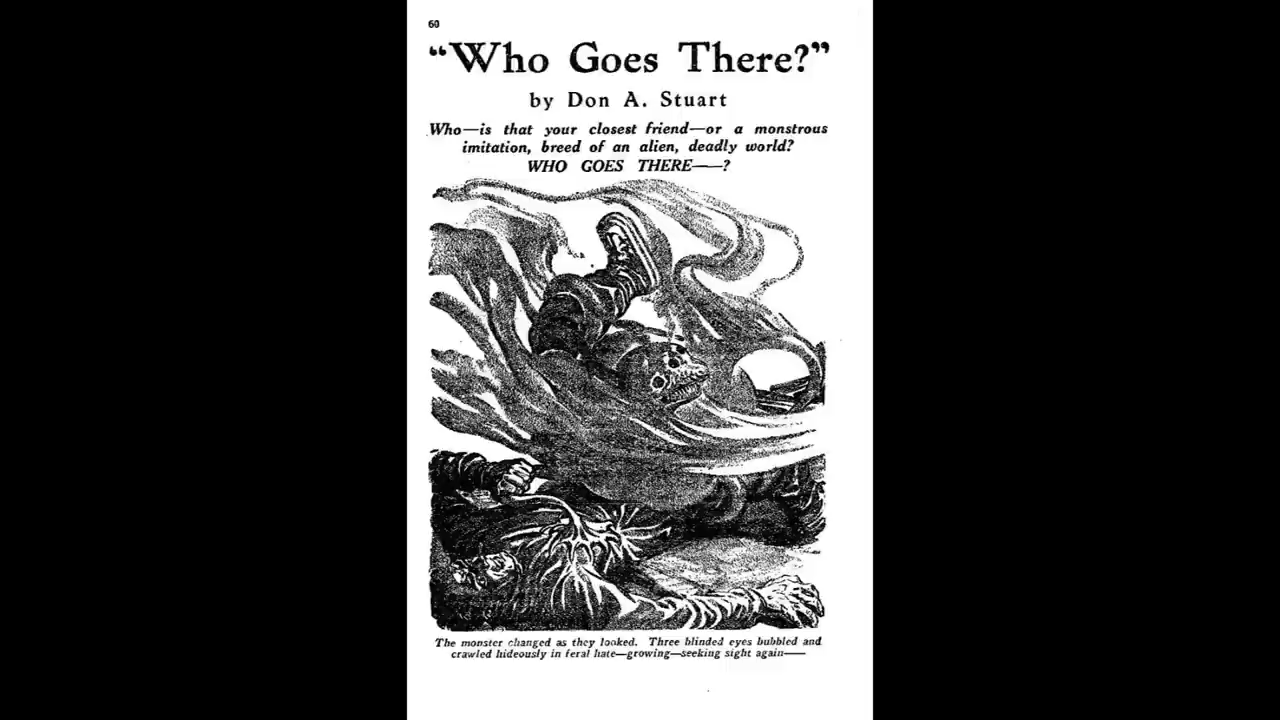 60
“Who Goes There?”
by Don A. Stuart
Who—is that your closest friend—or a monstrous
imitation, breed of an alien, deadly world?
WHO GOES THERE——?
The monster changed as they looked. Three blinded eyes bubbled and
crawled hideously in feral hate—growing—seeking sight again——